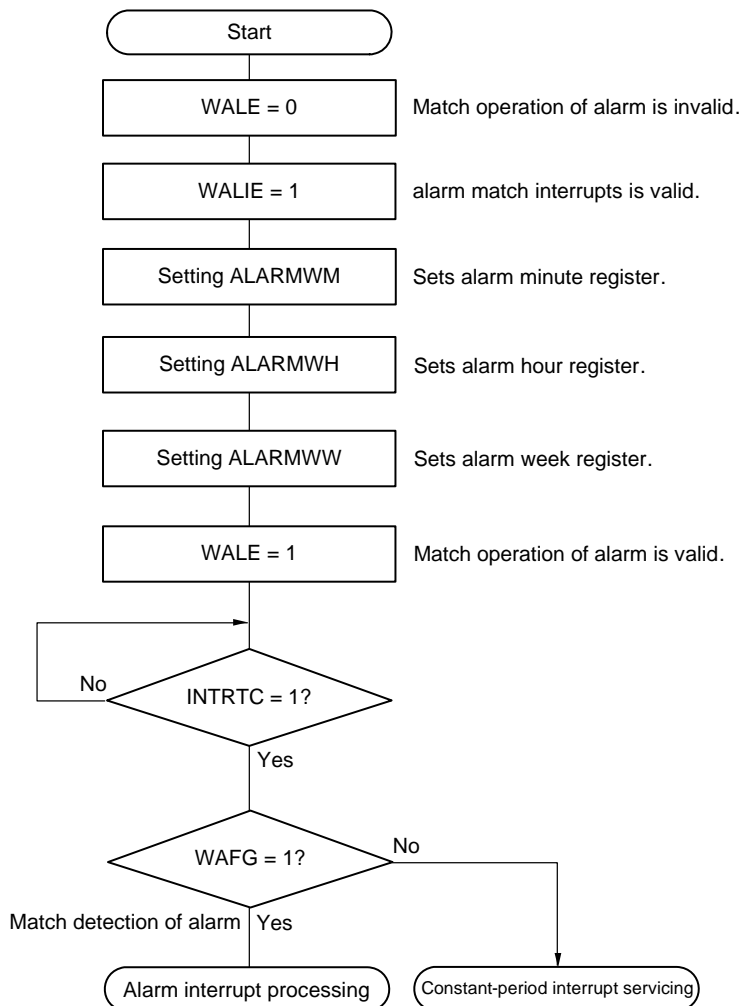 Start
WALE = 0
Match operation of alarm is invalid.
WALIE = 1
alarm match interrupts is valid.
Setting ALARMWM
Sets alarm minute register.
Setting ALARMWH
Sets alarm hour register.
Setting ALARMWW
Sets alarm week register.
WALE = 1
Match operation of alarm is valid.
No
INTRTC = 1?
Yes
WAFG = 1?
No
Match detection of alarm
Yes
Alarm interrupt processing
Constant-period interrupt servicing